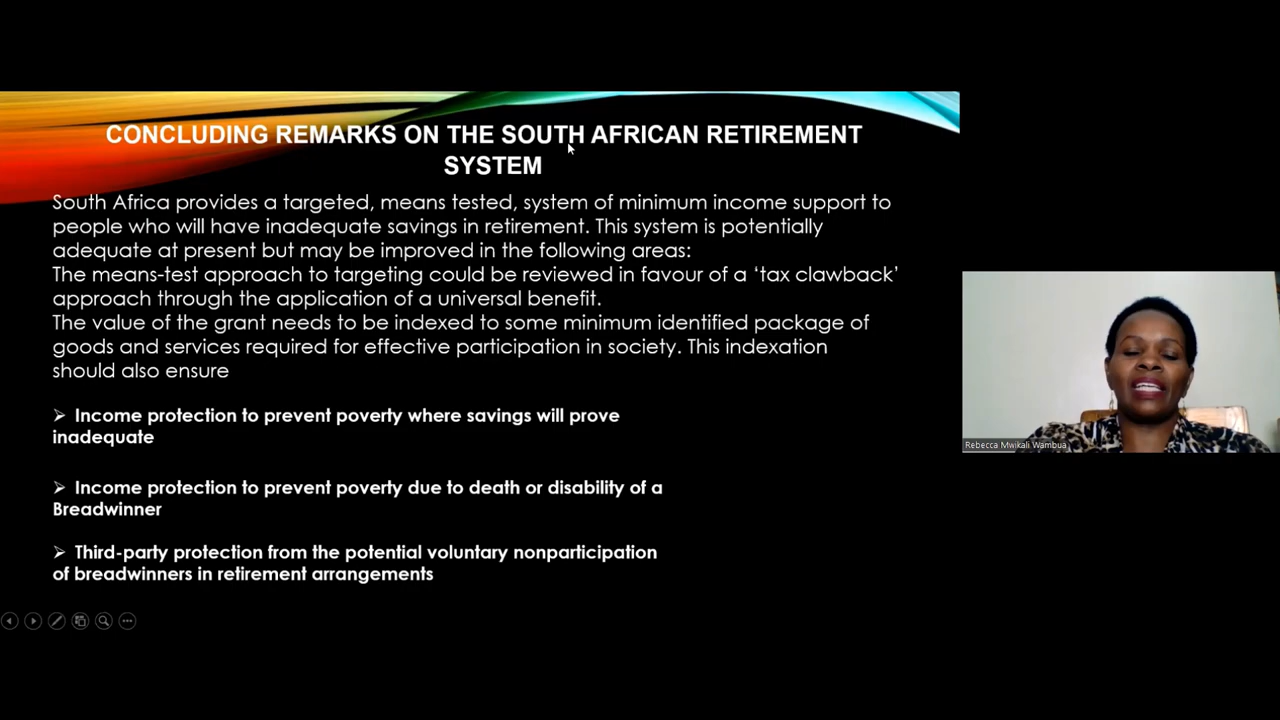 CONCLUDING REMARKS ON THE SOUTH AFRICAN RETIREMENT
SYSTEM
South Africa provides a targeted, means tested, system of minimum income support to
people who will have inadequate savings in retirement. This system is potentially
adequate at present but may be improved in the following areas:
The means-test approach to targeting could be reviewed in favour of a ‘tax clawback’
approach through the application of a universal benefit.
The value of the grant needs to be indexed to some minimum identified package of
goods and services required for effective participation in society. This indexation
should also ensure
➢ Income protection to prevent poverty where savings will prove
inadequate
➢ Income protection to prevent poverty due to death or disability of a
Breadwinner
➢ Third-party protection from the potential voluntary nonparticipation
of breadwinners in retirement arrangements
Rebecca Mwikali Wambua